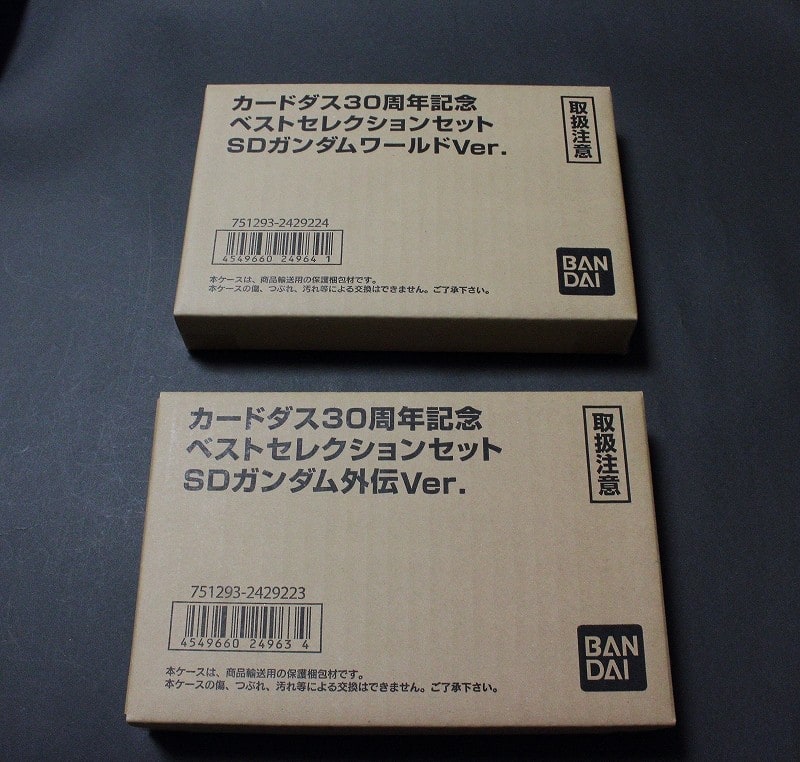 カードダス30周年記念
ベストセレクションセット
SDガンダムワールドVer.
取扱注意
751293-2429224
4549660 24964 1
BAN
DAI
本ケースは、商品輸送用の保護梱包材です。
本ケースの傷、つぶれ、汚れ等による交換はできません。ご了承下さい。
カードダス30周年記念
ベストセレクションセット
SDガンダム外伝Ver.
取扱注意
751293-2429223
4549660 24963 4
BAN
DAI
本ケースは、商品輸送用の保護梱包材です。
本ケースの傷、つぶれ、汚れ等による交換はできません。ご了承下さい。